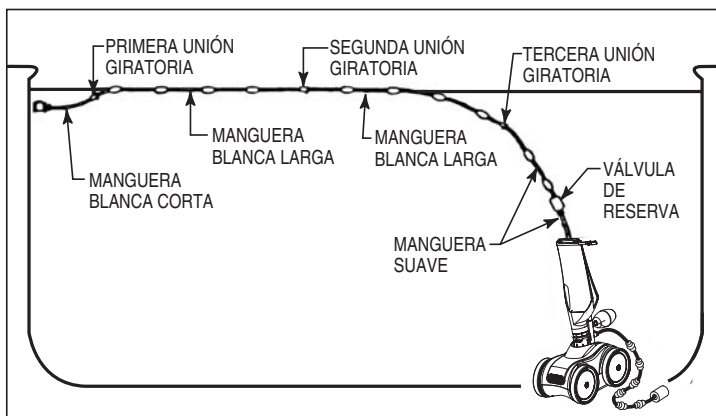 PRIMERA UNIÓN
GIRATORIA
SEGUNDA UNIÓN
GIRATORIA
TERCERA UNIÓN
GIRATORIA
MANGUERA
BLANCA CORTA
MANGUERA
BLANCA LARGA
MANGUERA
BLANCA LARGA
MANGUERA
SUAVE
VÁLVULA
DE
RESERVA